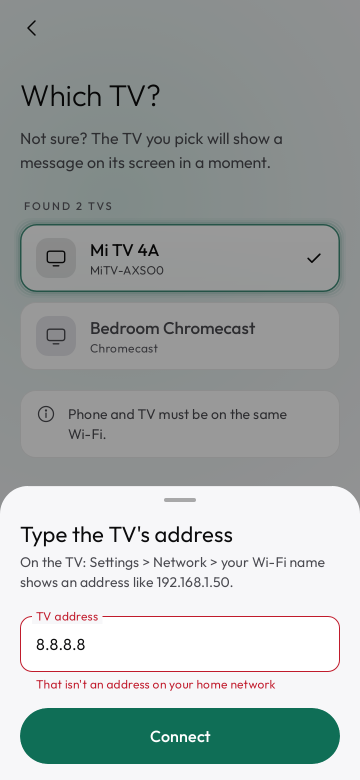 Which TV?
Not sure? The TV you pick will show a
message on its screen in a moment.
FOUND 2 TVS
Mi TV 4A
MiTV-AXSO0
Bedroom Chromecast
Chromecast
Phone and TV must be on the same
Wi-Fi.
Type the TV's address
On the TV: Settings > Network > your Wi-Fi name
shows an address like 192.168.1.50.
TV address
8.8.8.8
That isn't an address on your home network
Connect